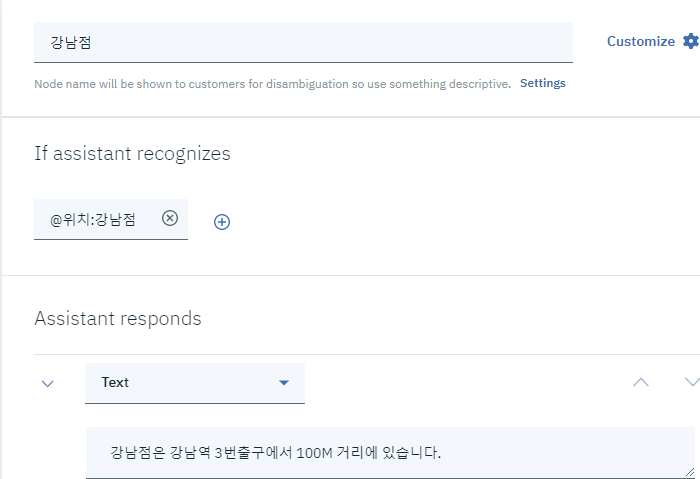 강남점
Customize
Node name will be shown to customers for disambiguation so use something descriptive. Settings
If assistant recognizes
@위치:강남점
Assistant responds
Text
강남점은 강남역 3번출구에서 100M 거리에 있습니다.